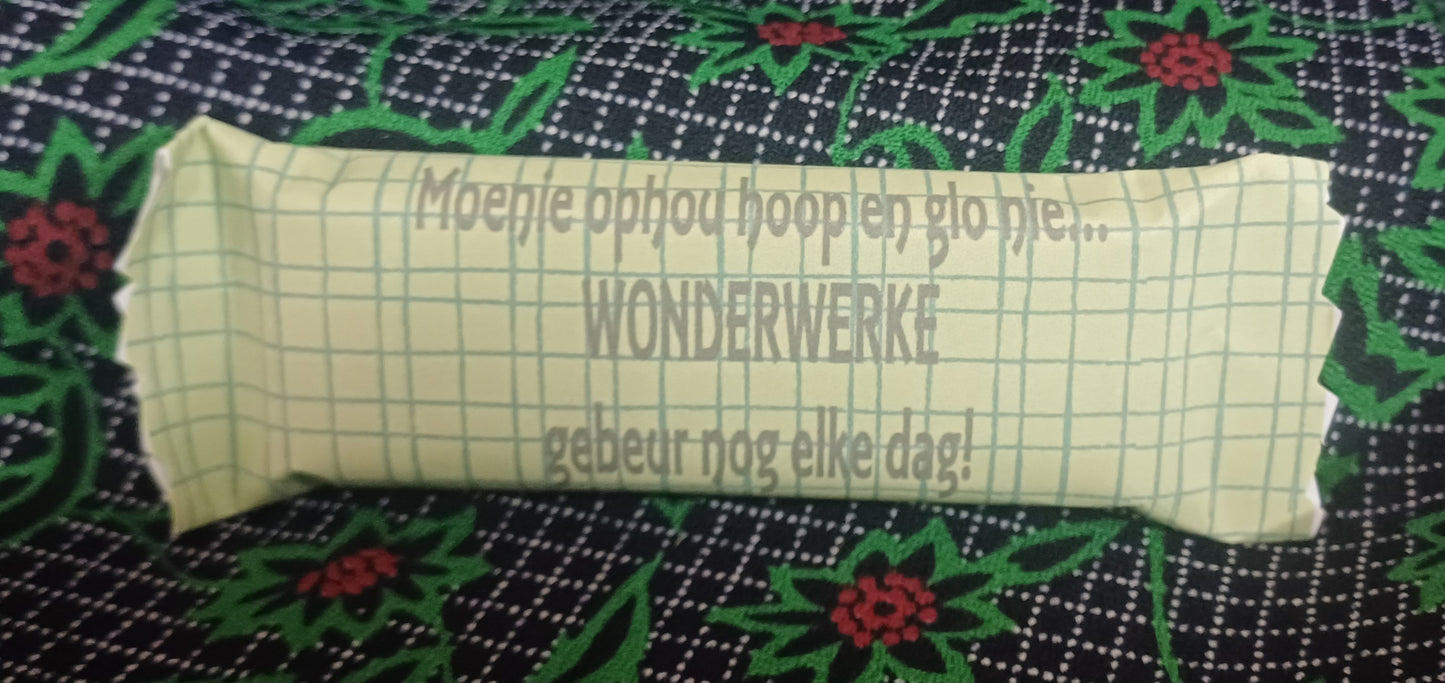 Moenie ophou hoop en glo nie...
WONDERWERKE
gebeur nog elke dag!